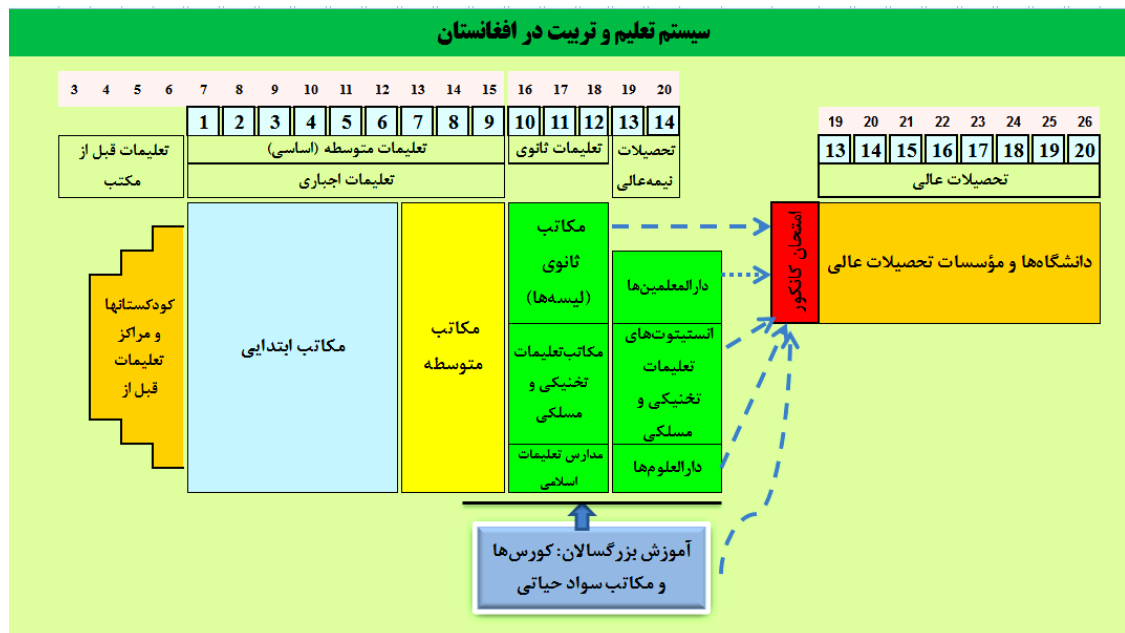 سیستم تعلیم و تربیت در افغانستان
3 4 5 6 7 8 9 10 11 12 13 14 15 16 17 18 19 20
1 2 3 4 5 6 7 8 9 10 11 12 13 14
19 20 21 22 23 24 25 26
13 14 15 16 17 18 19 20
تعلیمات قبل از
مکتب
تعلیمات متوسطه (اساسی)
تعلیمات اجباری
تعلیمات ثانوی
تحصیلات
نیمه‌عالی
تحصیلات عالی
کودکستانها
و مراکز
تعلیمات
قبل از
مکاتب ابتدایی
مکاتب
متوسطه
مکاتب
ثانوی
(لیسه‌ها)
مکاتب‌تعلیمات
تخنیکی و
مسلکی
مدارس تعلیمات
اسلامی
دارالمعلمین‌ها
انستیتوت‌های
تعلیمات
تخنیکی و
مسلکی
دارالعلوم‌ها
امتحان کانکور
دانشگاه‌ها و مؤسسات تحصیلات عالی
آموزش بزرگسالان: کورس‌ها
و مکاتب سواد حیاتی